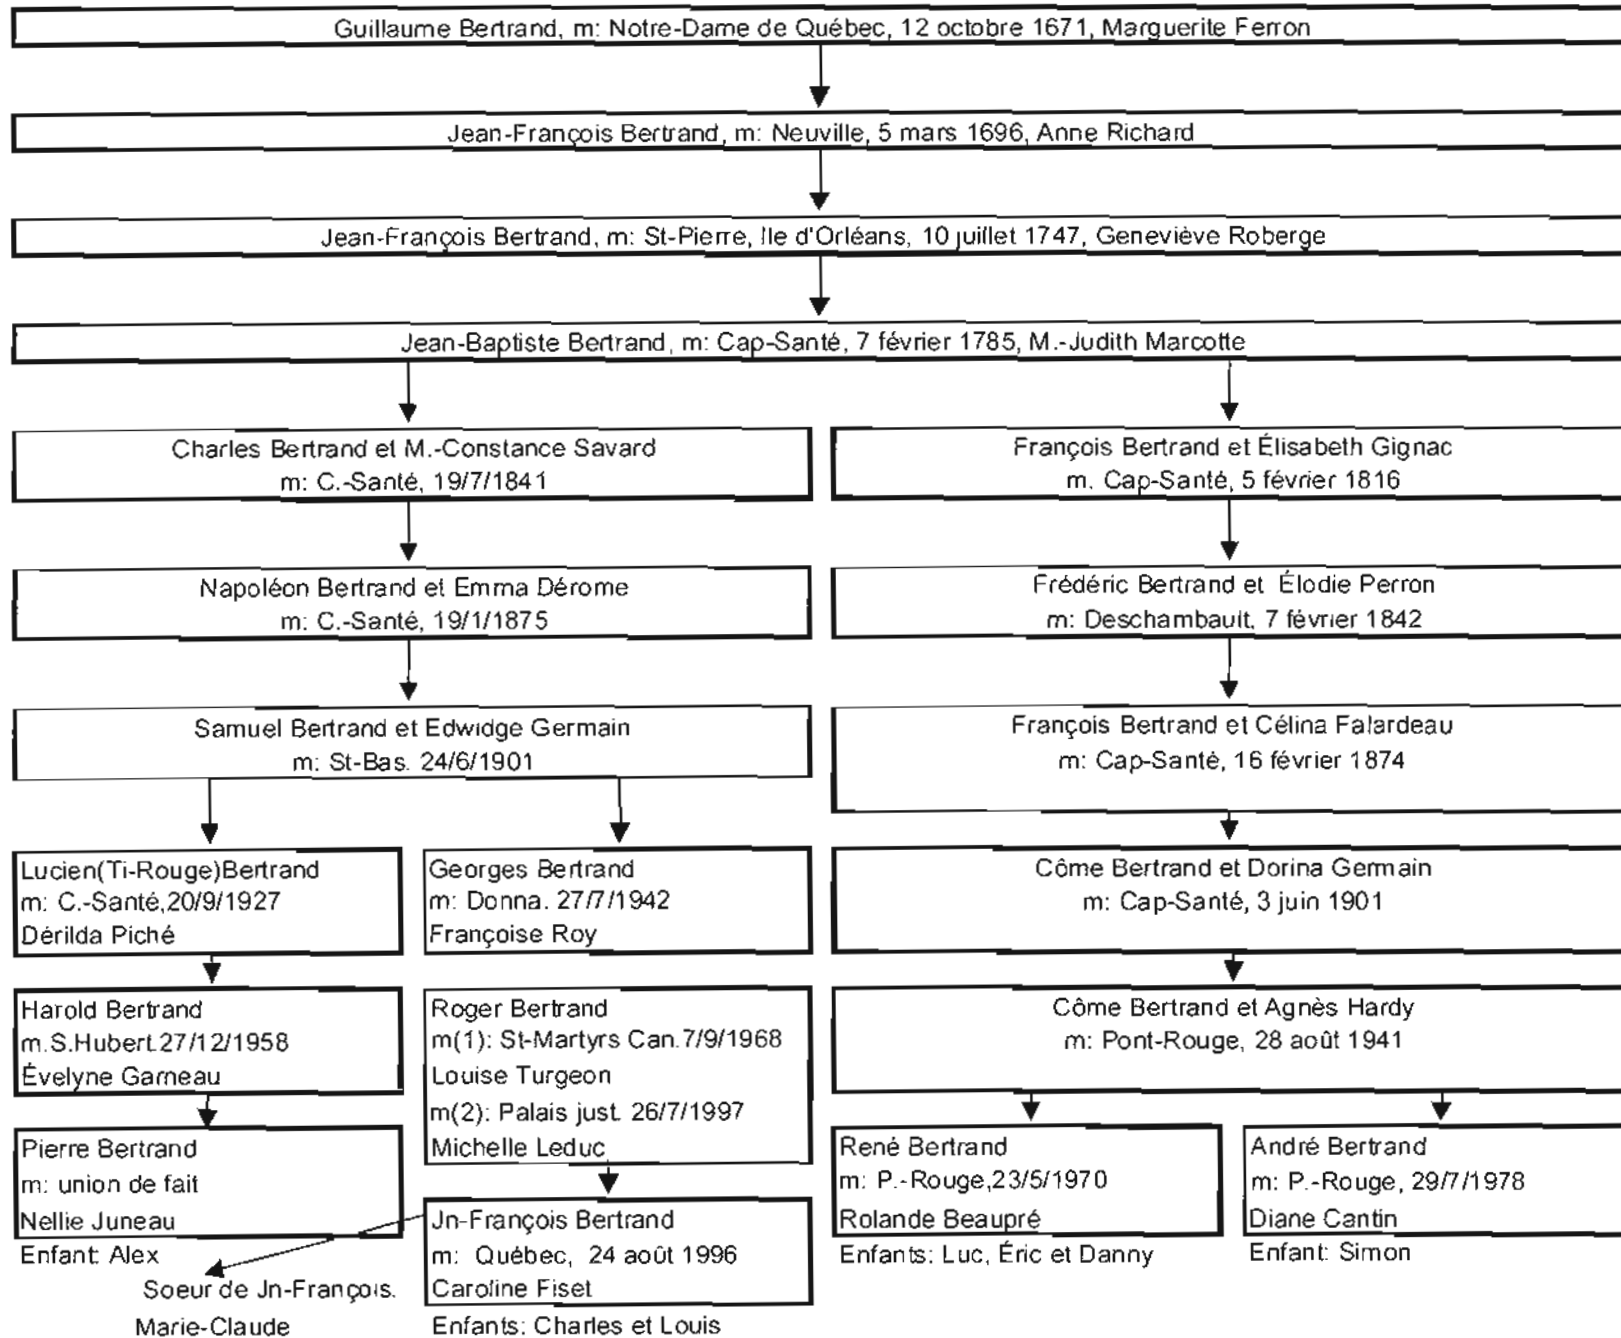 Guillaume Bertrand, m: Notre-Dame de Québec, 12 octobre 1671, Marguerite Ferron
Jean-François Bertrand, m: Neuville, 5 mars 1696, Anne Richard
Jean-François Bertrand, m: St-Pierre, Ile d'Orléans, 10 juillet 1747, Geneviève Roberge
Jean-Baptiste Bertrand, m: Cap-Santé, 7 février 1785, M.-Judith Marcotte
Charles Bertrand et M.-Constance Savard
m: C.-Santé, 19/7/1841
François Bertrand et Élisabeth Gignac
m. Cap-Santé, 5 février 1816
Napoléon Bertrand et Emma Dérome
m: C.-Santé, 19/1/1875
Frédéric Bertrand et Élodie Perron
m: Deschambault, 7 février 1842
Samuel Bertrand et Edwidge Germain
m: St-Bas. 24/6/1901
François Bertrand et Célina Falardeau
m: Cap-Santé, 16 février 1874
Lucien(Ti-Rouge)Bertrand
m: C.-Santé,20/9/1927
Dérilda Piché
Georges Bertrand
m: Donna. 27/7/1942
Françoise Roy
Côme Bertrand et Dorina Germain
m: Cap-Santé, 3 juin 1901
Harold Bertrand
m.S.Hubert.27/12/1958
Évelyne Garneau
Roger Bertrand
m(1): St-Martyrs Can.7/9/1968
Louise Turgeon
m(2): Palais just. 26/7/1997
Michelle Leduc
Côme Bertrand et Agnès Hardy
m: Pont-Rouge, 28 août 1941
Pierre Bertrand
m: union de fait
Nellie Juneau
Enfant: Alex
Soeur de Jn-François.
Marie-Claude
Jn-François Bertrand
m: Québec, 24 août 1996
Caroline Fiset
Enfants: Charles et Louis
René Bertrand
m: P.-Rouge,23/5/1970
Rolande Beaupré
Enfants: Luc, Éric et Danny
André Bertrand
m: P.-Rouge, 29/7/1978
Diane Cantin
Enfant: Simon